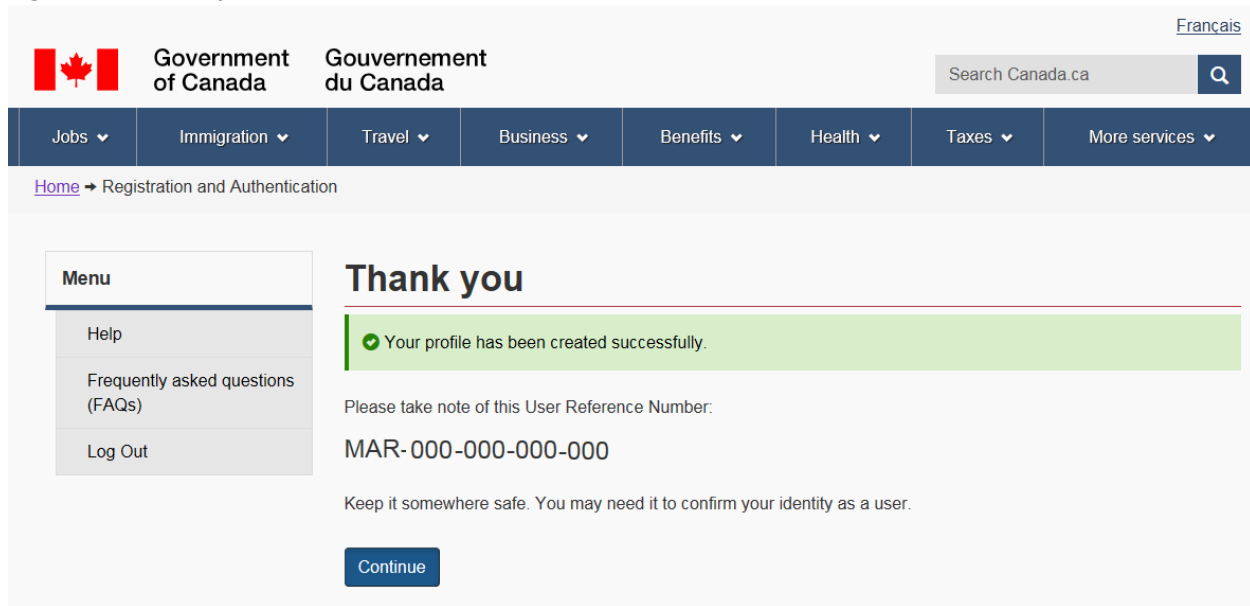 Français
Government of Canada
Gouvernement du Canada
Search Canada.ca
Jobs Immigration Travel Business Benefits Health Taxes More services
Home → Registration and Authentication
Menu
Help
Frequently asked questions
(FAQs)
Log Out
Thank you
Your profile has been created successfully.
Please take note of this User Reference Number:
MAR-000-000-000-000
Keep it somewhere safe. You may need it to confirm your identity as a user.
Continue